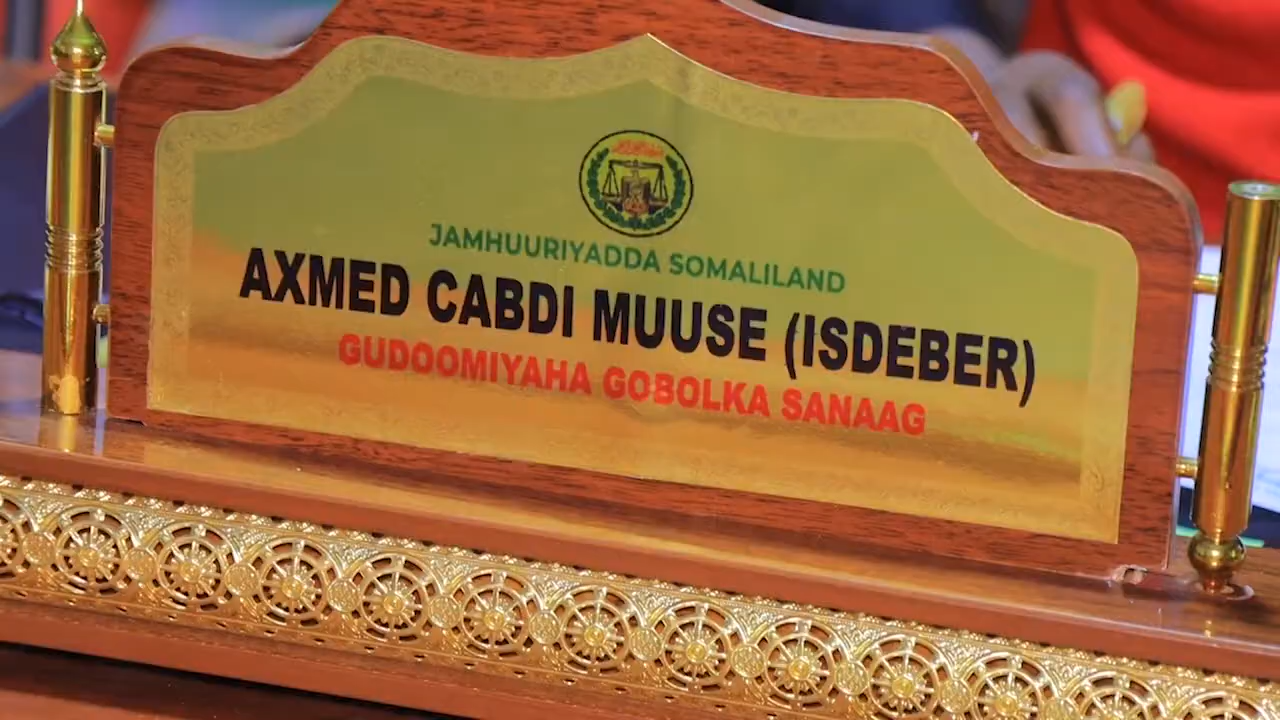 JAMHUURIYADDA SOMALILAND
AXMED CABDI MUUSE (ISDEBER)
GUDOOMIYAHA GOBOLKA SANAAG